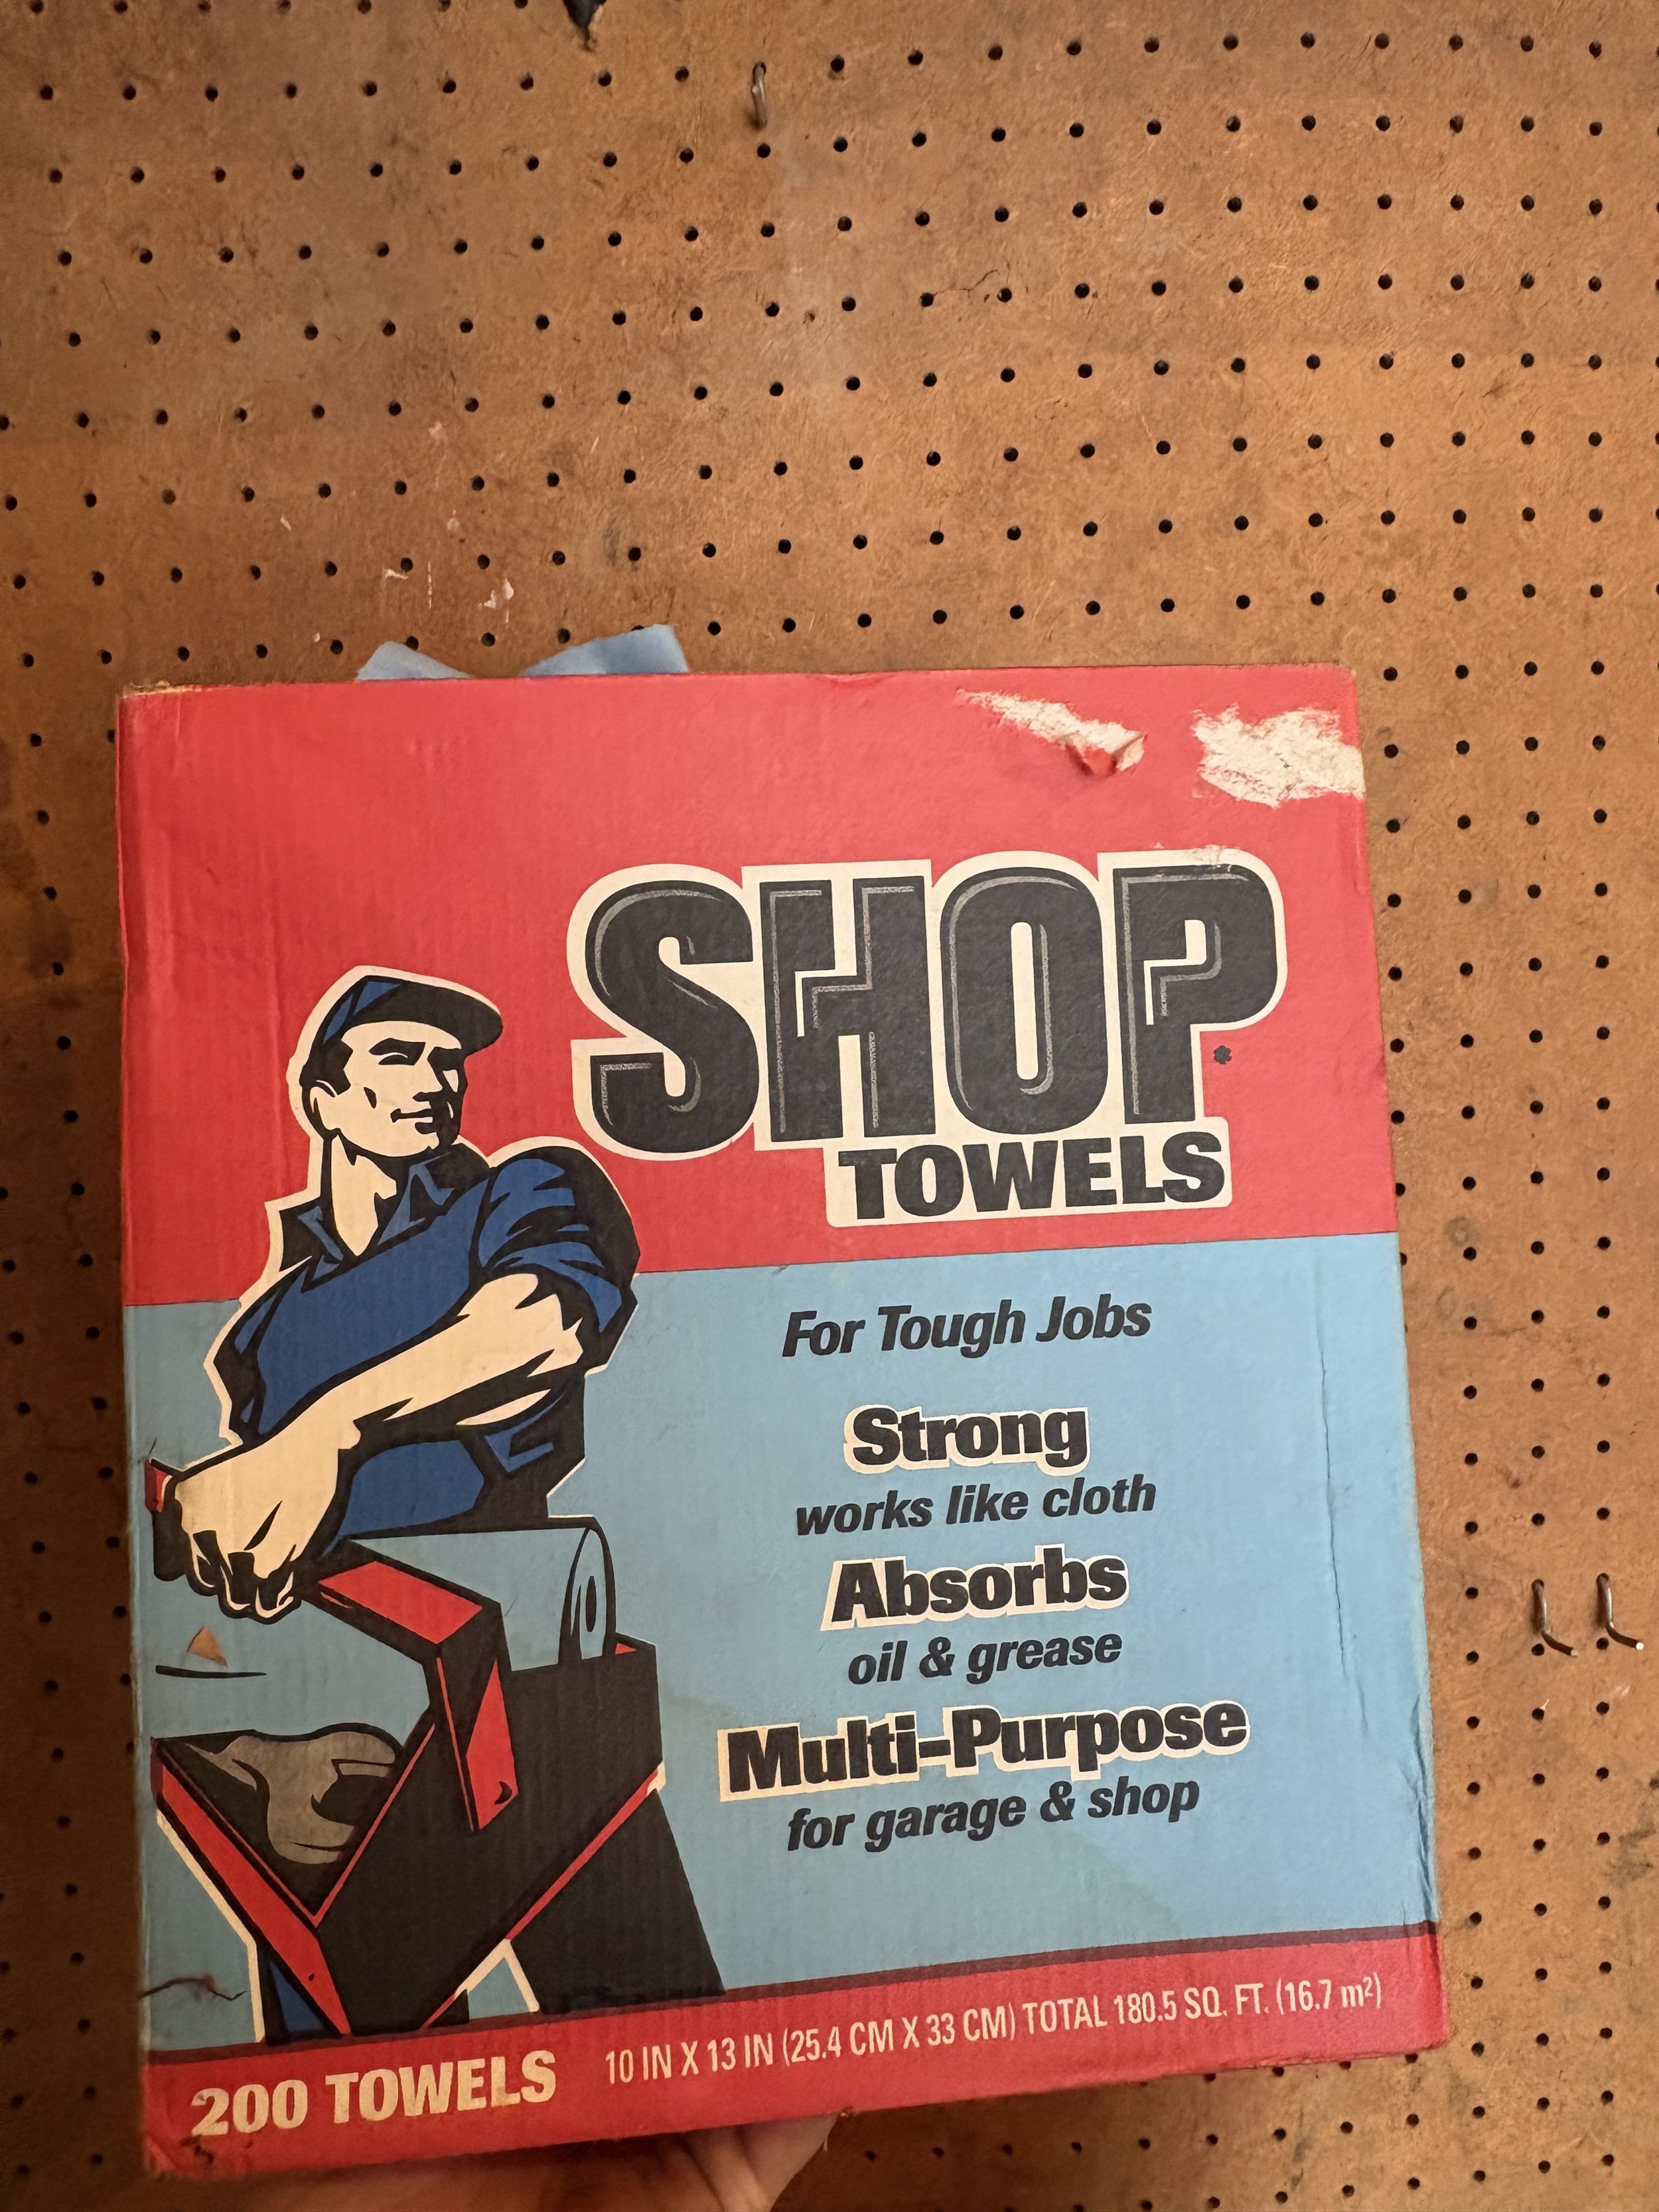 SHOP
TOWELS
For Tough Jobs
Strong
works like cloth
Absorbs
oil & grease
Multi-Purpose
for garage & shop
200 TOWELS 10 IN X 13 IN (25.4 CM X 33 CM) TOTAL 180.5 SQ. FT. (16.7 m²)